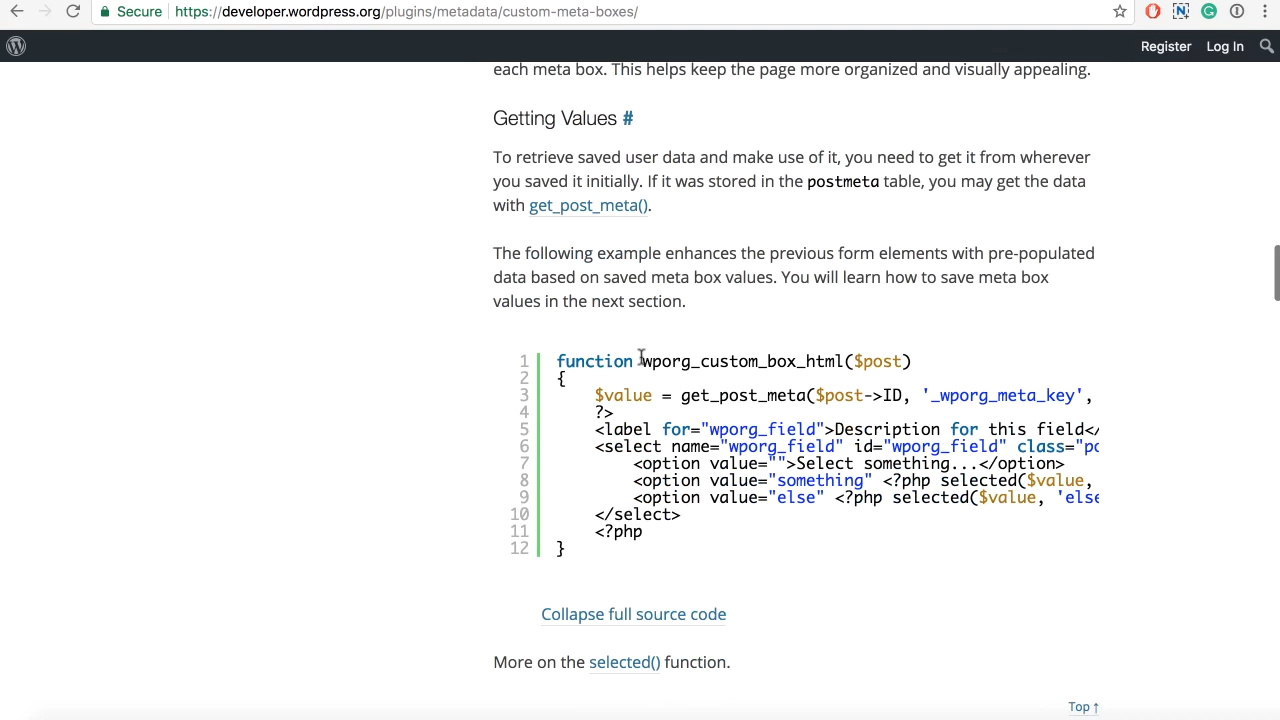 Secure https://developer.wordpress.org/plugins/metadata/custom-meta-boxes/
Register Log In
each meta box. This helps keep the page more organized and visually appealing.
Getting Values #
To retrieve saved user data and make use of it, you need to get it from wherever
you saved it initially. If it was stored in the postmeta table, you may get the data
with get_post_meta().
The following example enhances the previous form elements with pre-populated
data based on saved meta box values. You will learn how to save meta box
values in the next section.
1 function wporg_custom_box_html($post)
2 {
3 $value = get_post_meta($post->ID, '_wporg_meta_key',
4 ?>
5 <label for="wporg_field">Description for this field</
6 <select name="wporg_field" id="wporg_field" class="po
7 <option value="">Select something...</option>
8 <option value="something" <?php selected($value,
9 <option value="else" <?php selected($value, 'else
10 </select>
11 <?php
12 }
Collapse full source code
More on the selected() function.
Top ↑